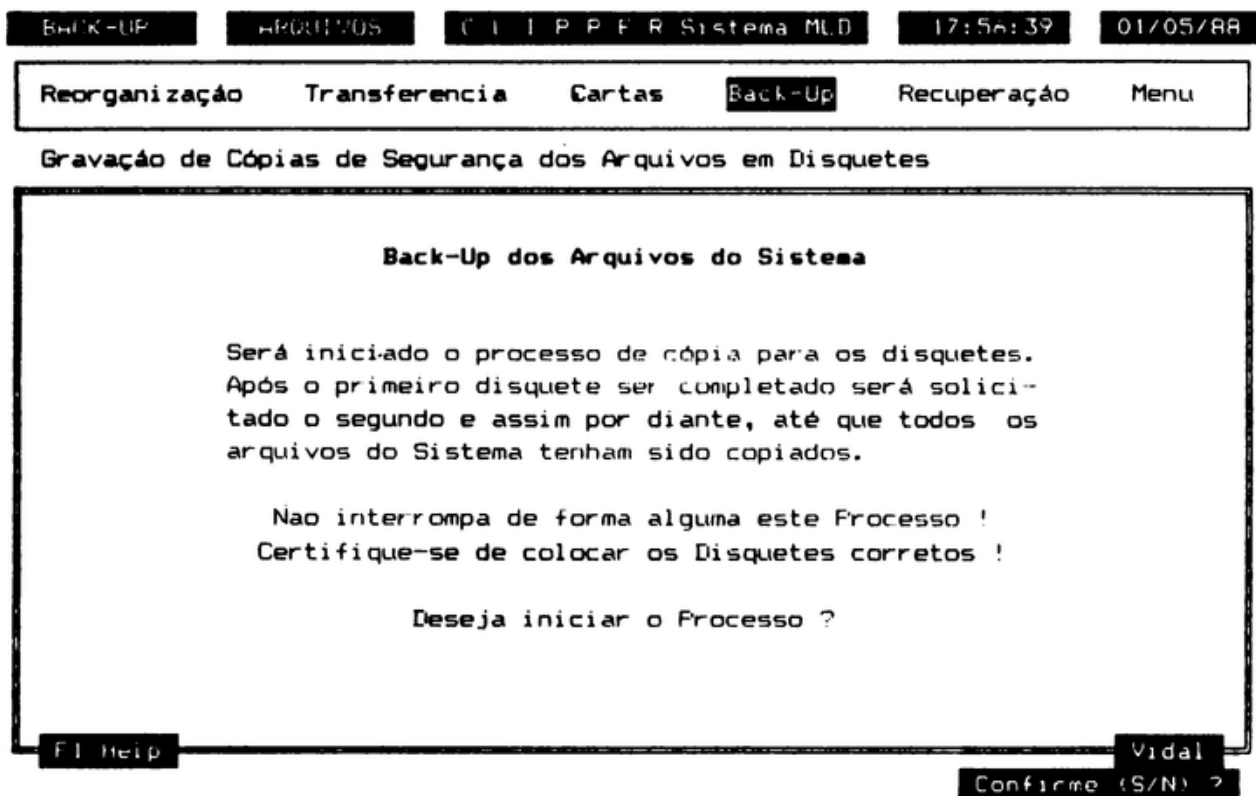 BACK-UP ARQUIVOS C L I P P E R Sistema MLD 17:56:39 01/05/88
Reorganização Transferencia Cartas Back-Up Recuperação Menu
Gravação de Cópias de Segurança dos Arquivos em Disquetes
Back-Up dos Arquivos do Sistema
Será iniciado o processo de cópia para os disquetes.
Após o primeiro disquete ser completado será solici-
tado o segundo e assim por diante, até que todos os
arquivos do Sistema tenham sido copiados.
Nao interrompa de forma alguma este Processo !
Certifique-se de colocar os Disquetes corretos !
Deseja iniciar o Processo ?
F1 Help Vidal
Confirme (S/N) ?